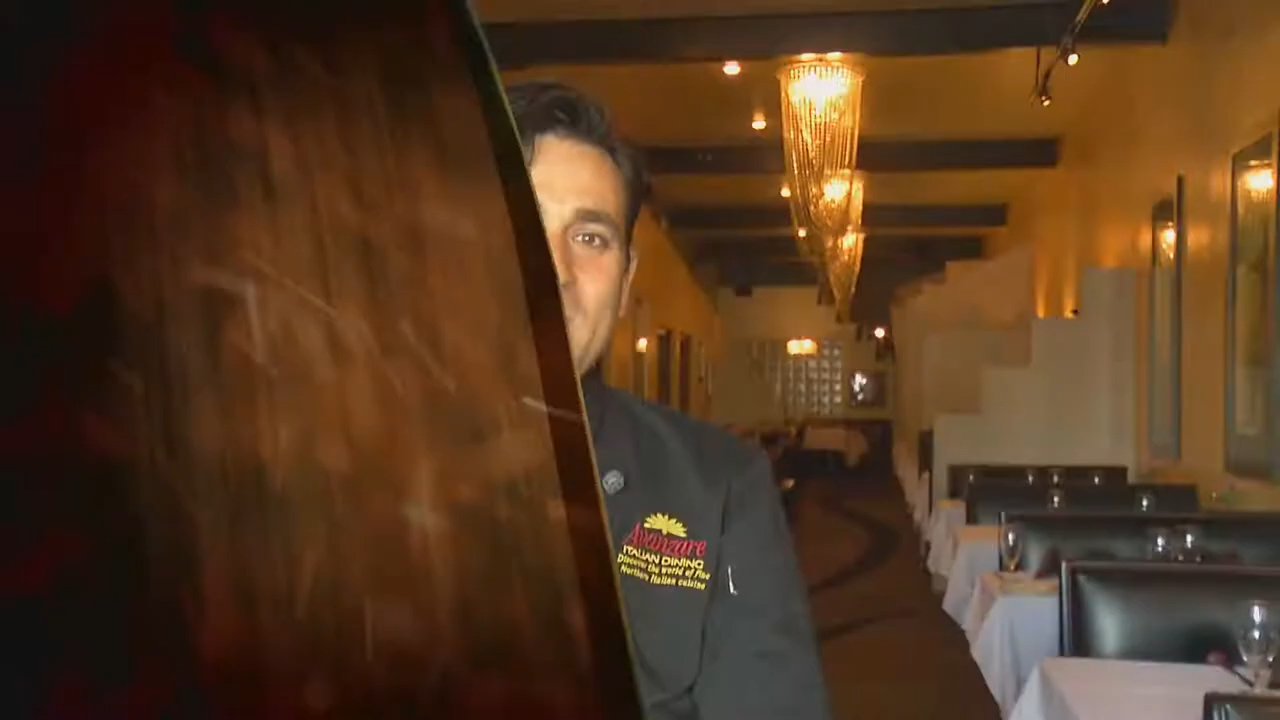 Avanzare
ITALIAN DINING
Discover the world of fine
Northern Italian cuisine